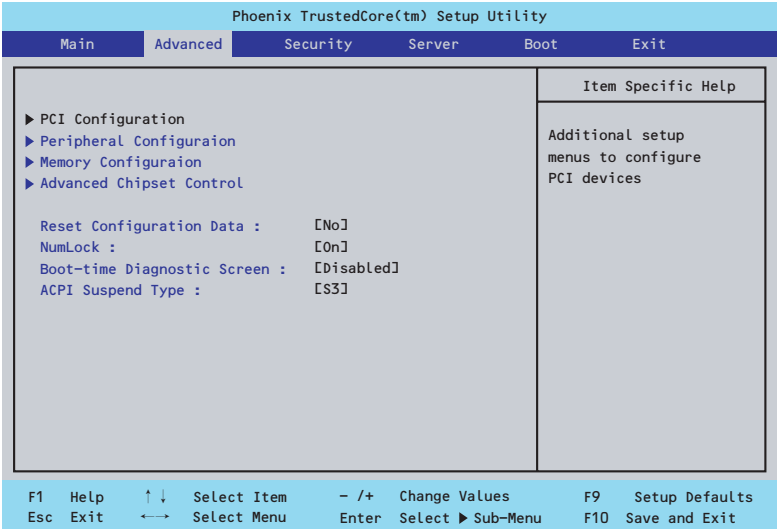 Phoenix TrustedCore(tm) Setup Utility
Main Advanced Security Server Boot Exit
Item Specific Help
▶ PCI Configuration
▶ Peripheral Configuraion
▶ Memory Configuraion
▶ Advanced Chipset Control
Additional setup
menus to configure
PCI devices
Reset Configuration Data : [No]
NumLock : [On]
Boot-time Diagnostic Screen : [Disabled]
ACPI Suspend Type : [S3]
F1 Help ↑↓ Select Item - /+ Change Values F9 Setup Defaults
Esc Exit ←→ Select Menu Enter Select ▶ Sub-Menu F10 Save and Exit